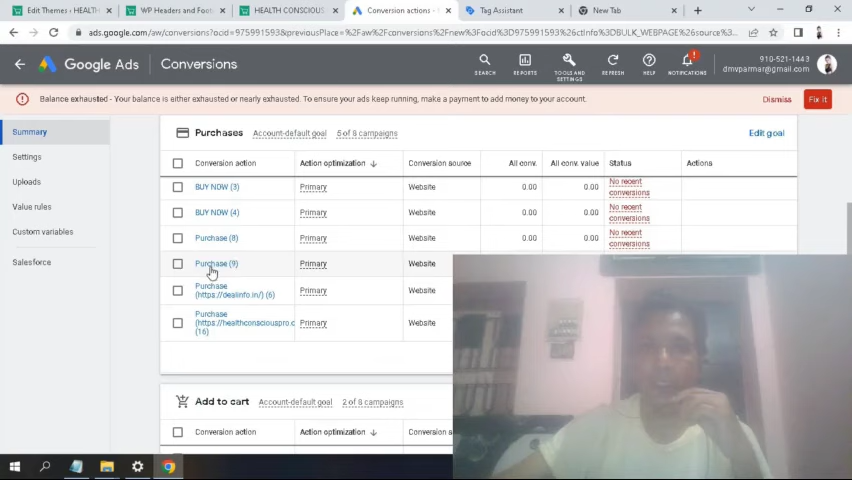 Edit Themes ‹ HEALTH
WP Headers and Foot
HEALTH CONSCIOUS
Conversion actions - 
Tag Assistant
New Tab
ads.google.com/aw/conversions?ocid=975991593&previousPlace=%2Faw%2Fconversions%2Fnew%3Focid%3D975991593%26ctInfo%3DBULK_WEBPAGE%26source%...
Google Ads
Conversions
SEARCH
REPORTS
TOOLS AND SETTINGS
REFRESH
HELP
NOTIFICATIONS
910-521-1443
dmvparmar@gmail.com
Balance exhausted - Your balance is either exhausted or nearly exhausted. To ensure your ads keep running, make a payment to add money to your account.
Dismiss
Fix it
Summary
Settings
Uploads
Value rules
Custom variables
Salesforce
Purchases
Account-default goal
5 of 8 campaigns
Edit goal
Conversion action
Action optimization
Conversion source
All conv.
All conv. value
Status
Actions
BUY NOW (3)
Primary
Website
0.00
0.00
No recent
conversions
BUY NOW (4)
Primary
Website
0.00
0.00
No recent
conversions
Purchase (8)
Primary
Website
0.00
0.00
No recent
conversions
Purchase (9)
Primary
Website
Purchase
(https://dealinfo.in/) (6)
Primary
Website
Purchase
(https://healthconsciouspro.c
(16)
Primary
Website
Add to cart
Account-default goal
2 of 8 campaigns
Conversion action
Action optimization
Conversion s